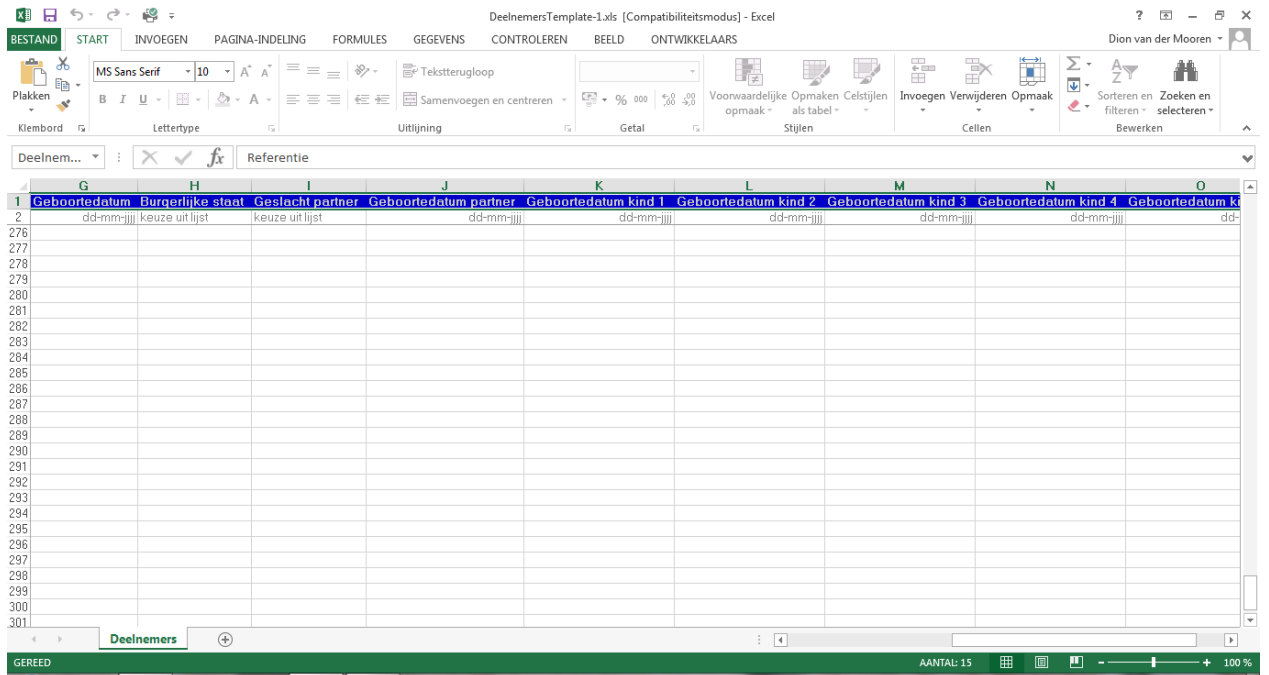 DeelnemersTemplate-1.xls [Compatibiliteitsmodus] - Excel
BESTAND START INVOEGEN PAGINA-INDELING FORMULES GEGEVENS CONTROLEREN BEELD ONTWIKKELAARS Dion van der Mooren
MS Sans Serif 10 Tekstterugloop
Plakken B I U A Samenvoegen en centreren % 000 Voorwaardelijke opmaak Opmaken als tabel Celstijlen Invoegen Verwijderen Opmaak Sorteren en filteren Zoeken en selecteren
Klembord Lettertype Uitlijning Getal Stijlen Cellen Bewerken
Deelnem... fx Referentie
G H I J K L M N O
1 Geboortedatum Burgerlijke staat Geslacht partner Geboortedatum partner Geboortedatum kind 1 Geboortedatum kind 2 Geboortedatum kind 3 Geboortedatum kind 4 Geboortedatum ki
2 dd-mm-jjjj keuze uit lijst keuze uit lijst dd-mm-jjjj dd-mm-jjjj dd-mm-jjjj dd-mm-jjjj dd-mm-jjjj dd-
276
277
278
279
280
281
282
283
284
285
286
287
288
289
290
291
292
293
294
295
296
297
298
299
300
301
Deelnemers
GEREED AANTAL: 15 100 %